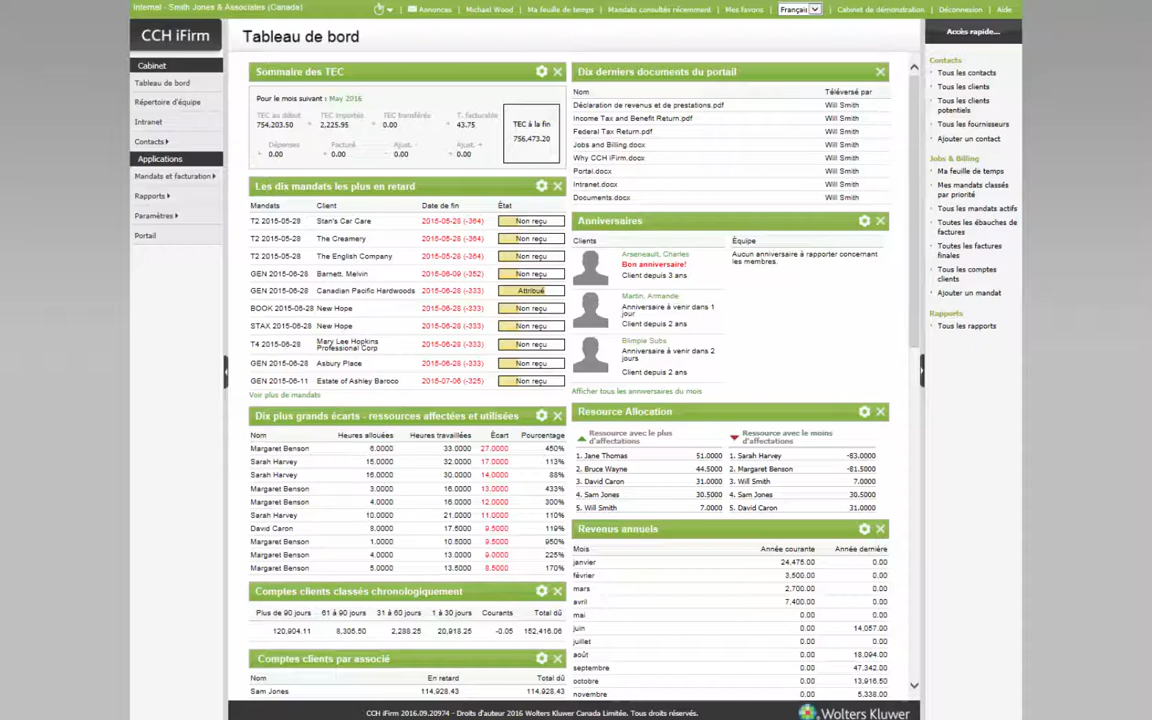 Internal - Smith Jones & Associates (Canada)
Annonces
Michael Wood
Ma feuille de temps
Mandats consultés récemment
Mes favoris
Français
Cabinet de démonstration
Déconnexion
Aide
CCH iFirm
Tableau de bord
Accès rapide...
Cabinet
Tableau de bord
Répertoire d'équipe
Intranet
Contacts
Applications
Mandats et facturation
Rapports
Paramètres
Portail
Sommaire des TEC
Pour le mois suivant : May 2016
TEC au début TEC importés TEC transférés T. facturable
754,203.50 + 2,225.95 + 0.00 + 43.75
Dépenses Facturé Ajust. - Ajust. +
+ 0.00 - 0.00 - 0.00 + 0.00
TEC à la fin
756,473.20
Les dix mandats les plus en retard
Mandats Client Date de fin État
T2 2015-05-28 Stan's Car Care 2015-05-28 (-364) Non reçu
T2 2015-05-28 The Creamery 2015-05-28 (-364) Non reçu
T2 2015-05-28 The English Company 2015-05-28 (-364) Non reçu
GEN 2015-06-28 Barnett, Melvin 2015-06-09 (-352) Non reçu
GEN 2015-06-28 Canadian Pacific Hardwoods 2015-06-28 (-333) Attribué
BOOK 2015-06-28 New Hope 2015-06-28 (-333) Non reçu
STAX 2015-06-28 New Hope 2015-06-28 (-333) Non reçu
T4 2015-06-28 Mary Lee Hopkins Professional Corp 2015-06-28 (-333) Non reçu
GEN 2015-06-28 Asbury Place 2015-06-28 (-333) Non reçu
GEN 2015-06-11 Estate of Ashley Baroco 2015-07-06 (-325) Non reçu
Voir plus de mandats
Dix plus grands écarts - ressources affectées et utilisées
Nom Heures allouées Heures travaillées Écart Pourcentage
Margaret Benson 6.0000 33.0000 27.0000 450%
Sarah Harvey 15.0000 32.0000 17.0000 113%
Sarah Harvey 16.0000 30.0000 14.0000 88%
Margaret Benson 3.0000 16.0000 13.0000 433%
Margaret Benson 4.0000 16.0000 12.0000 300%
Sarah Harvey 10.0000 21.0000 11.0000 110%
David Caron 8.0000 17.5000 9.5000 119%
Margaret Benson 1.0000 10.5000 9.5000 950%
Margaret Benson 4.0000 13.0000 9.0000 225%
Margaret Benson 5.0000 13.5000 8.5000 170%
Comptes clients classés chronologiquement
Plus de 90 jours 61 à 90 jours 31 à 60 jours 1 à 30 jours Courants Total dû
120,904.11 8,305.50 2,288.25 20,918.25 -0.05 152,416.06
Comptes clients par associé
Nom En retard Total dû
Sam Jones 114,928.43 114,928.43
Dix derniers documents du portail
Nom Téléversé par
Déclaration de revenus et de prestations.pdf Will Smith
Income Tax and Benefit Return.pdf Will Smith
Federal Tax Return.pdf Will Smith
Jobs and Billing.docx Will Smith
Why CCH iFirm.docx Will Smith
Portal.docx Will Smith
Intranet.docx Will Smith
Documents.docx Will Smith
Anniversaires
Clients Équipe
Arseneault, Charles
Bon anniversaire!
Client depuis 3 ans
Martin, Armande
Anniversaire à venir dans 1
jour
Client depuis 2 ans
Blimpie Subs
Anniversaire à venir dans 2
jours
Client depuis 2 ans
Aucun anniversaire à rapporter concernant
les membres.
Afficher tous les anniversaires du mois
Resource Allocation
Ressource avec le plus
d'affectations
1. Jane Thomas 51.0000
2. Bruce Wayne 44.5000
3. David Caron 31.0000
4. Sam Jones 30.5000
5. Will Smith 7.0000
Ressource avec le moins
d'affectations
1. Sarah Harvey -83.0000
2. Margaret Benson -81.5000
3. Will Smith 7.0000
4. Sam Jones 30.5000
5. David Caron 31.0000
Revenus annuels
Mois Année courante Année dernière
janvier 24,475.00 0.00
février 3,500.00 0.00
mars 2,700.00 0.00
avril 7,400.00 0.00
mai 0.00 0.00
juin 0.00 14,057.00
juillet 0.00 0.00
août 0.00 18,094.00
septembre 0.00 47,342.00
octobre 0.00 13,916.50
novembre 0.00 5,338.00
Contacts
Tous les contacts
Tous les clients
Tous les clients
potentiels
Tous les fournisseurs
Ajouter un contact
Jobs & Billing
Ma feuille de temps
Mes mandats classés
par priorité
Tous les mandats actifs
Toutes les ébauches de
factures
Toutes les factures
finales
Tous les comptes
clients
Ajouter un mandat
Rapports
Tous les rapports
CCH iFirm 2016.09.20974 - Droits d'auteur 2016 Wolters Kluwer Canada Limitée. Tous droits réservés.
Wolters Kluwer